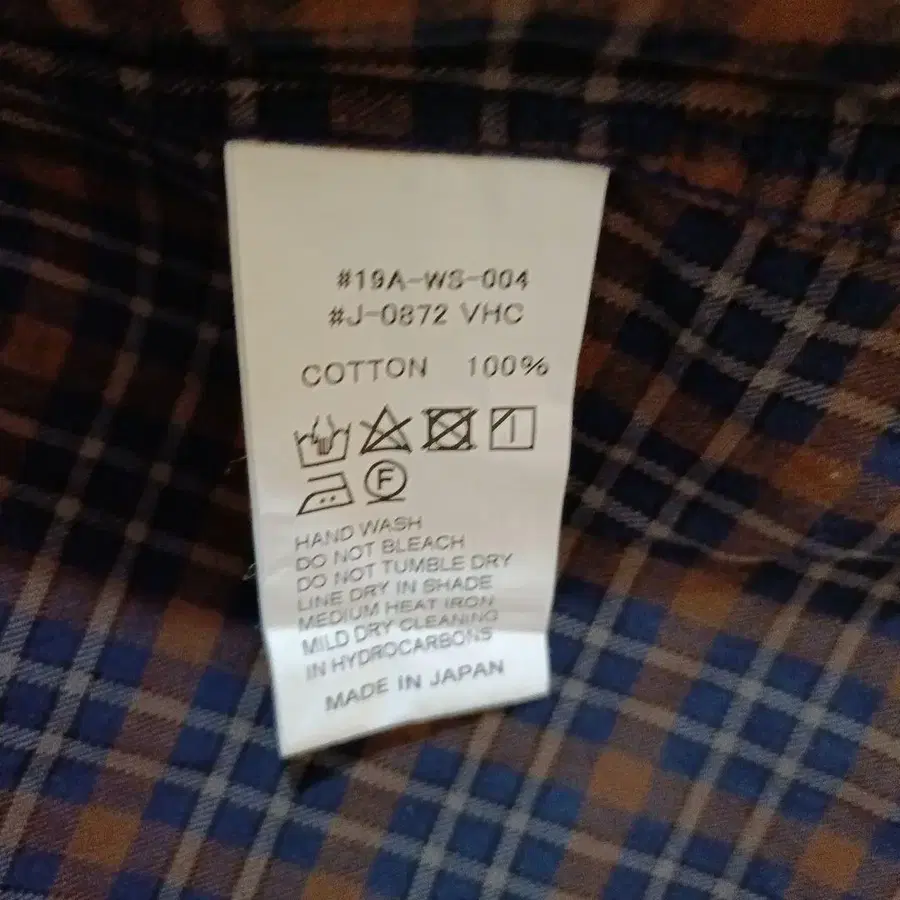 #19A-WS-004
#J-0872 VHC
COTTON 100%
F
HAND WASH
DO NOT BLEACH
DO NOT TUMBLE DRY
LINE DRY IN SHADE
MEDIUM HEAT IRON
MILD DRY CLEANING
IN HYDROCARBONS
MADE IN JAPAN